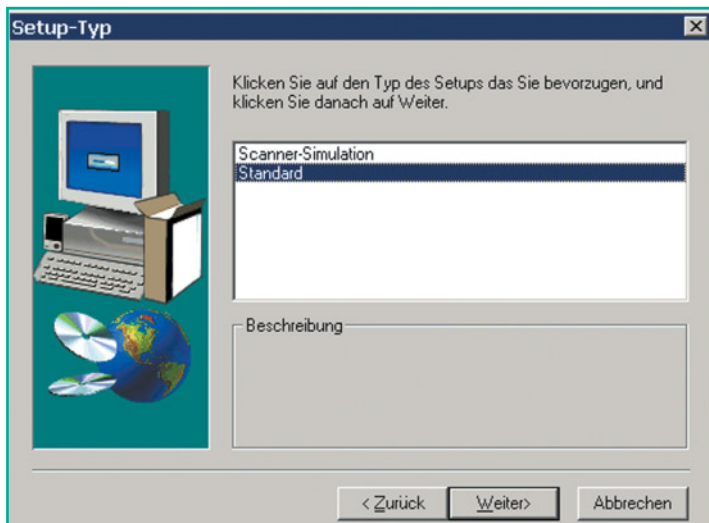 Setup-Typ
Klicken Sie auf den Typ des Setups das Sie bevorzugen, und
klicken Sie danach auf Weiter.
Scanner-Simulation
Standard
Beschreibung
< Zurück Weiter> Abbrechen